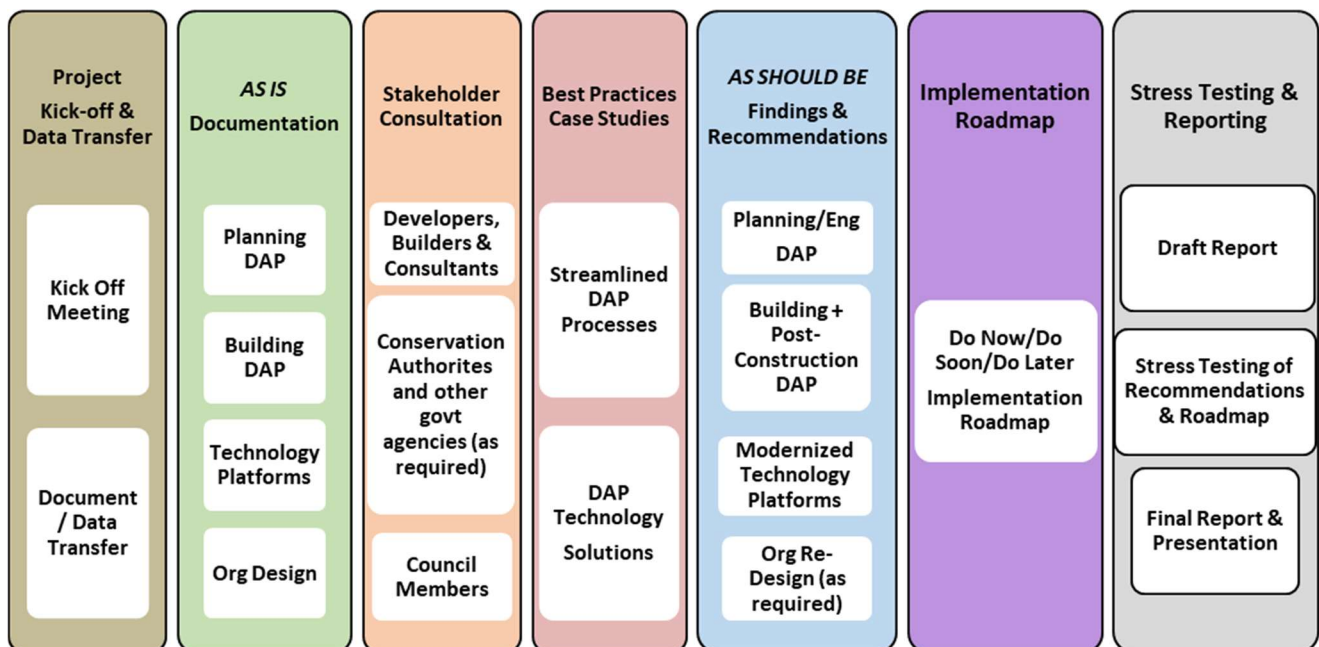 Project
Kick-off &
Data Transfer
Kick Off
Meeting
Document
/ Data
Transfer
AS IS
Documentation
Planning
DAP
Building
DAP
Technology
Platforms
Org Design
Stakeholder
Consultation
Developers,
Builders &
Consultants
Conservation
Authorites
and other
govt
agencies (as
required)
Council
Members
Best Practices
Case Studies
Streamlined
DAP
Processes
DAP
Technology
Solutions
AS SHOULD BE
Findings &
Recommendations
Planning/Eng
DAP
Building +
Post-
Construction
DAP
Modernized
Technology
Platforms
Org Re-
Design (as
required)
Implementation
Roadmap
Do Now/Do
Soon/Do Later
Implementation
Roadmap
Stress Testing &
Reporting
Draft Report
Stress Testing of
Recommendations
& Roadmap
Final Report &
Presentation